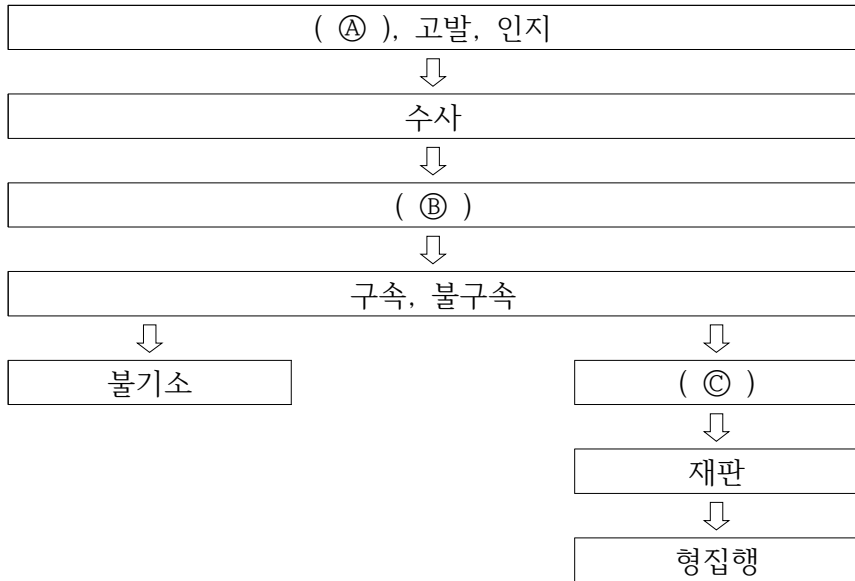 ( Ⓐ ), 고발, 인지
수사
( Ⓑ )
구속, 불구속
불기소
( Ⓒ )
재판
형집행